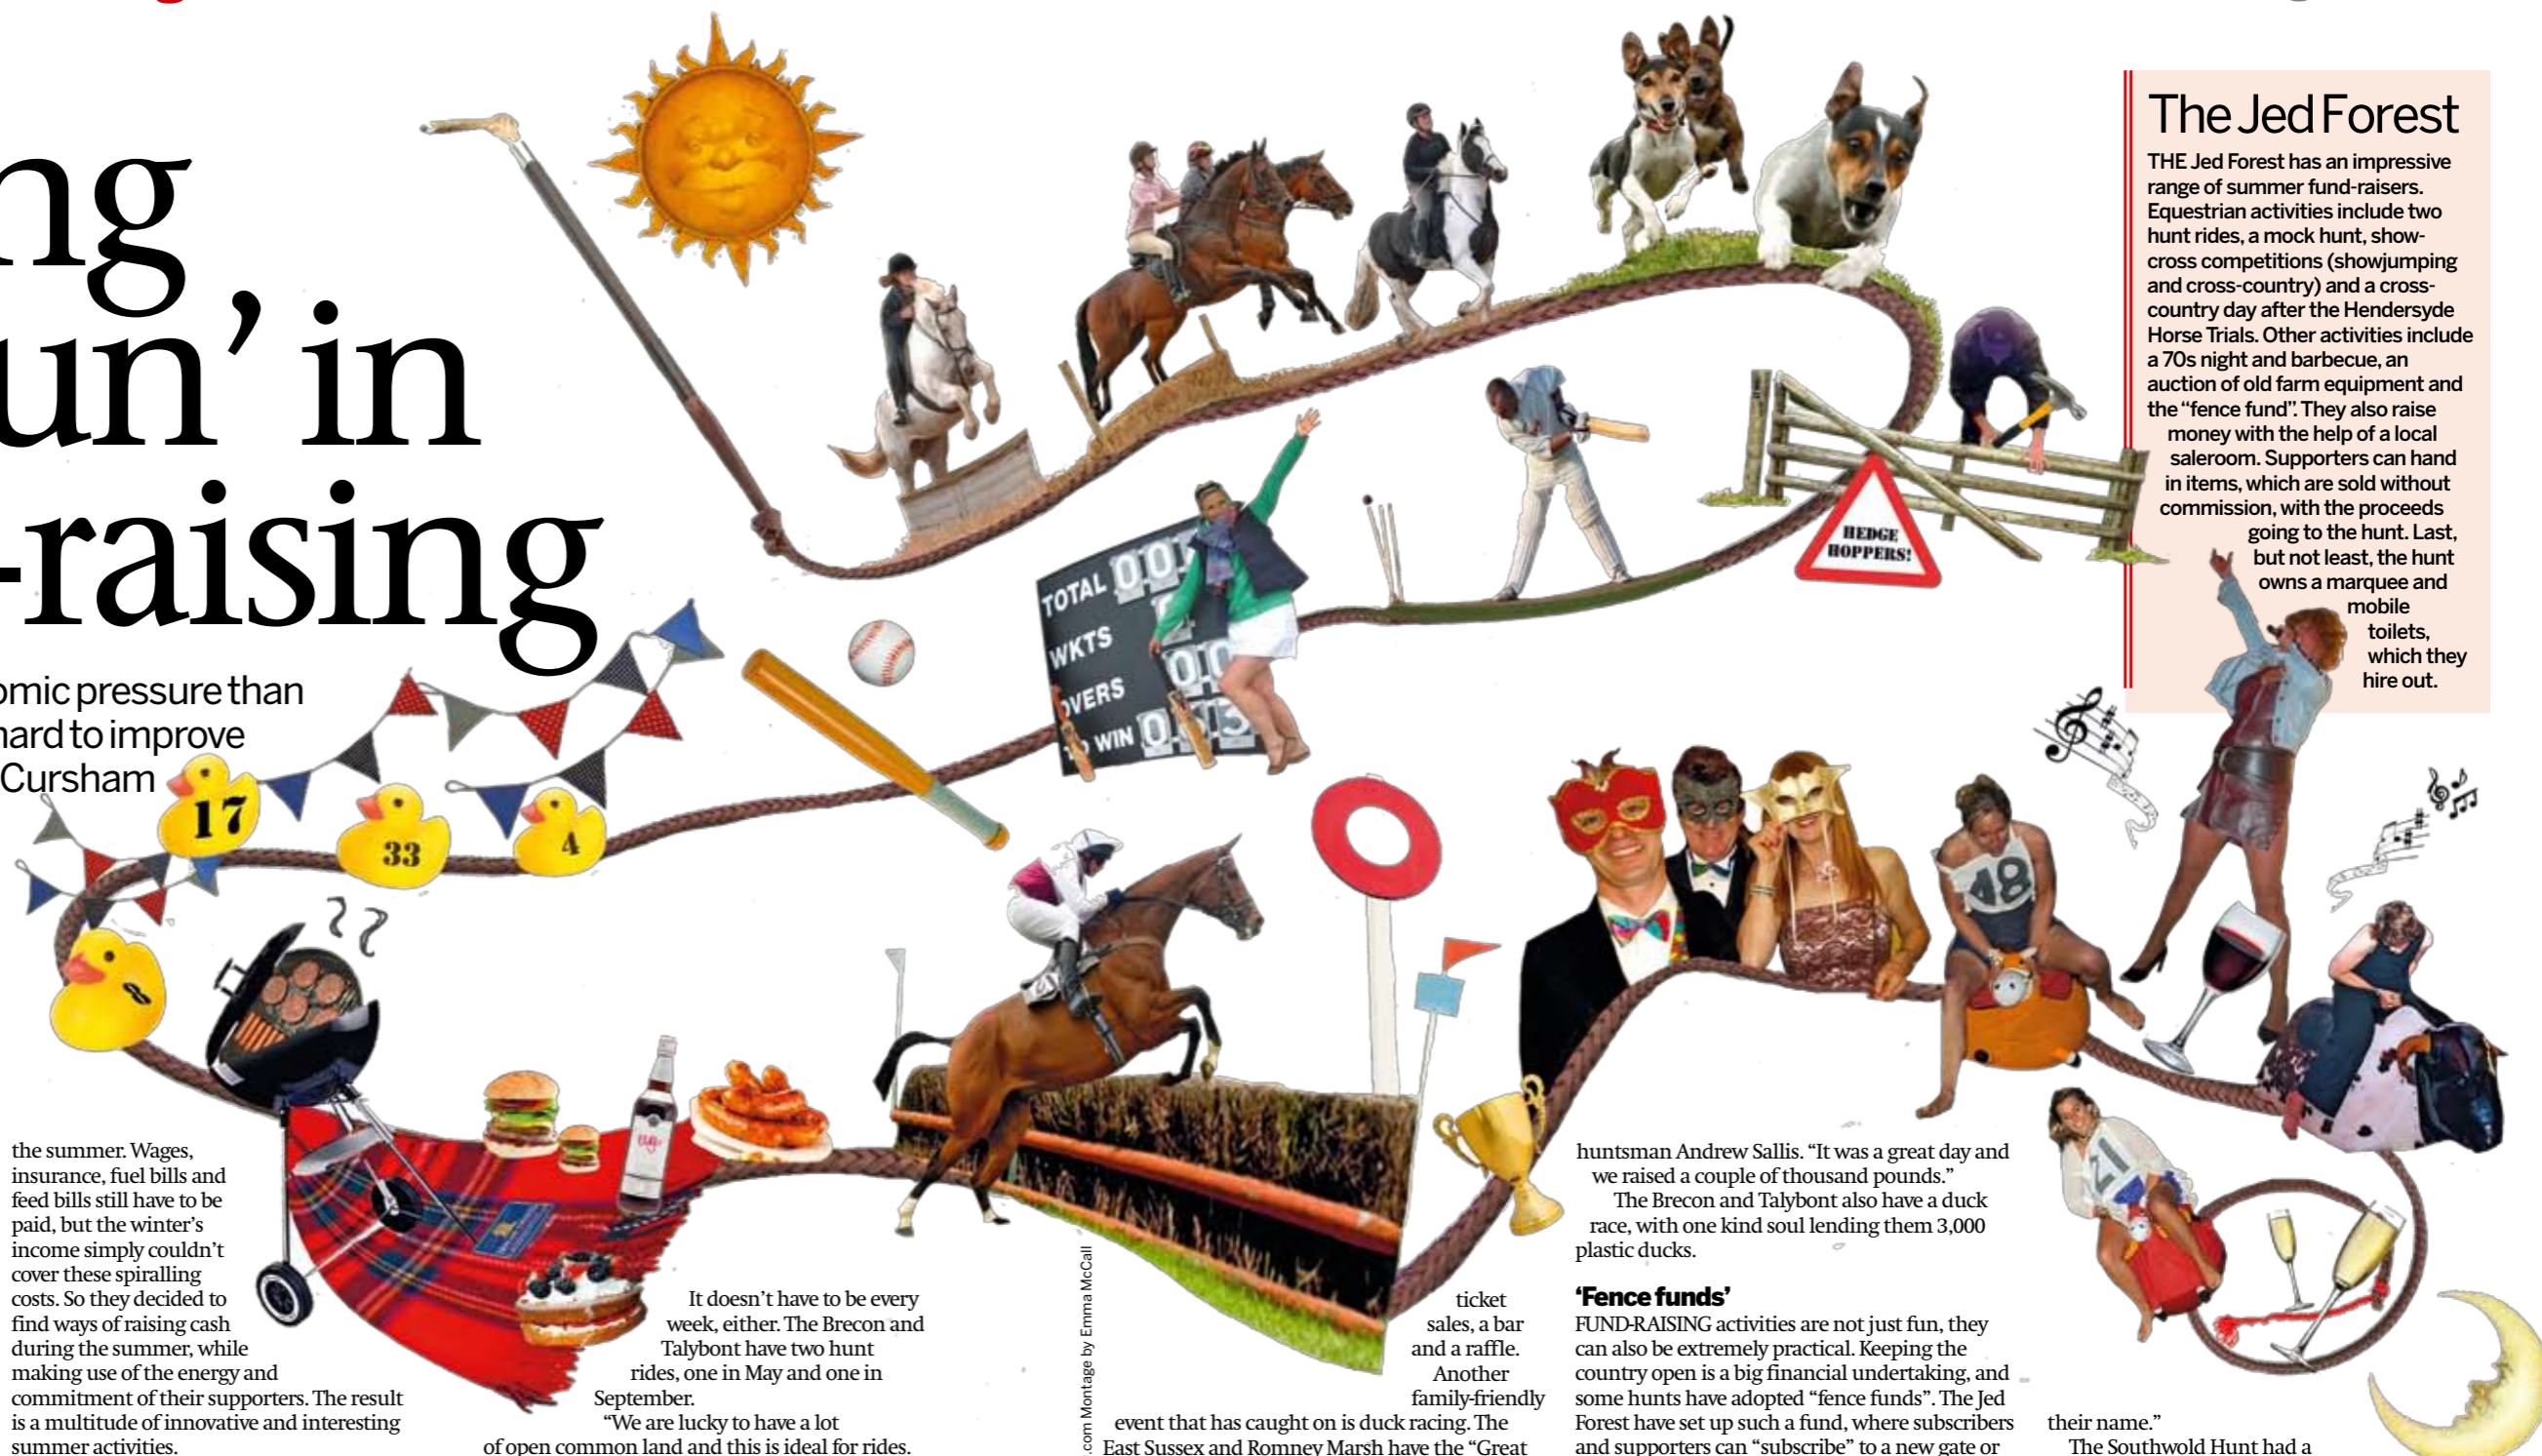 ng
un’ in
-raising
omic pressure than
hard to improve
Cursham
17
33
4
8
the summer. Wages,
insurance, fuel bills and
feed bills still have to be
paid, but the winter’s
income simply couldn’t
cover these spiralling
costs. So they decided to
find ways of raising cash
during the summer, while
making use of the energy and
commitment of their supporters. The result
is a multitude of innovative and interesting
summer activities.
It doesn’t have to be every
week, either. The Brecon and
Talybont have two hunt
rides, one in May and one in
September.
“We are lucky to have a lot
of open common land and this is ideal for rides.
.com Montage by Emma McCall
TOTAL
WKTS
OVERS
TO WIN
HEDGE
HOPPERS!
48
21
ticket
sales, a bar
and a raffle.
Another
family-friendly
event that has caught on is duck racing. The
East Sussex and Romney Marsh have the “Great
huntsman Andrew Sallis. “It was a great day and
we raised a couple of thousand pounds.”
The Brecon and Talybont also have a duck
race, with one kind soul lending them 3,000
plastic ducks.
‘Fence funds’
FUND-RAISING activities are not just fun, they
can also be extremely practical. Keeping the
country open is a big financial undertaking, and
some hunts have adopted “fence funds”. The Jed
Forest have set up such a fund, where subscribers
and supporters can “subscribe” to a new gate or
their name.”
The Southwold Hunt had a
The Jed Forest
THE Jed Forest has an impressive
range of summer fund-raisers.
Equestrian activities include two
hunt rides, a mock hunt, show-
cross competitions (showjumping
and cross-country) and a cross-
country day after the Hendersyde
Horse Trials. Other activities include
a 70s night and barbecue, an
auction of old farm equipment and
the “fence fund”. They also raise
money with the help of a local
saleroom. Supporters can hand
in items, which are sold without
commission, with the proceeds
going to the hunt. Last,
but not least, the hunt
owns a marquee and
mobile
toilets,
which they
hire out.